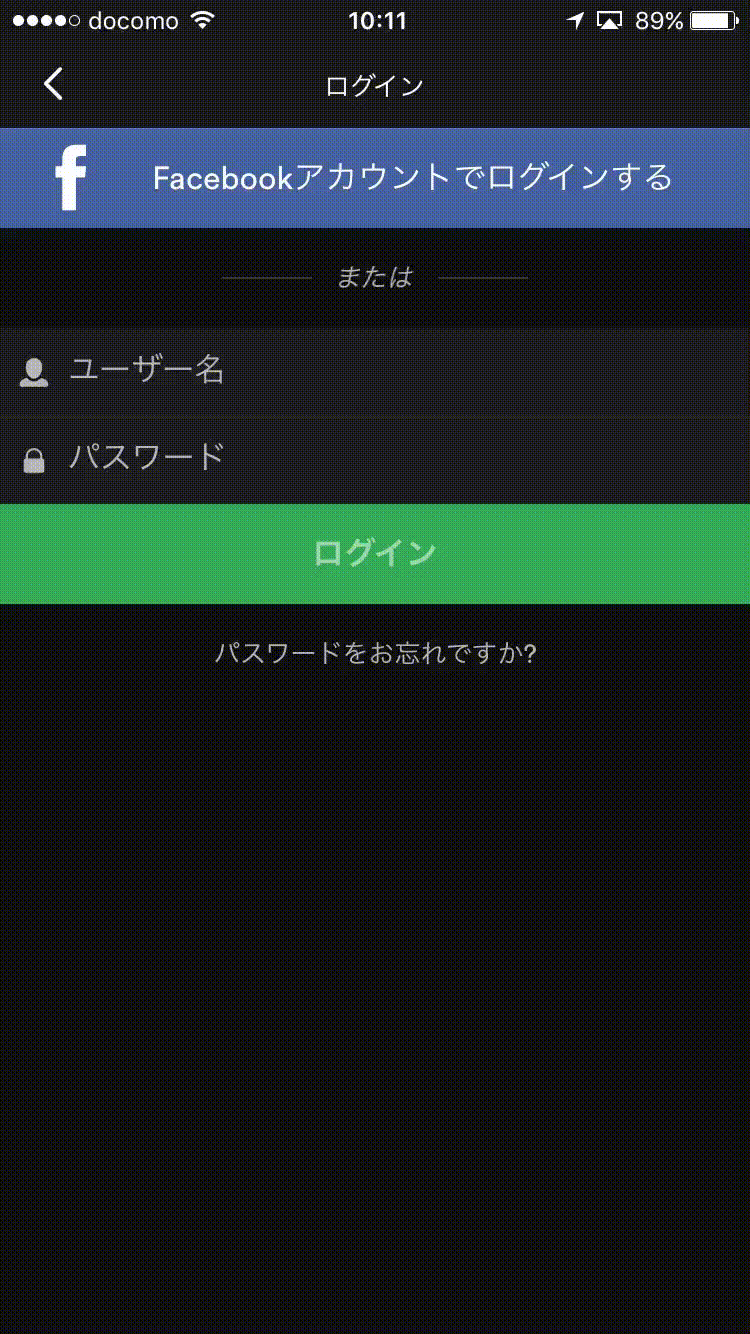 docomo 10:11 89%
ログイン
f Facebookアカウントでログインする
または
ユーザー名
パスワード
ログイン
パスワードをお忘れですか?